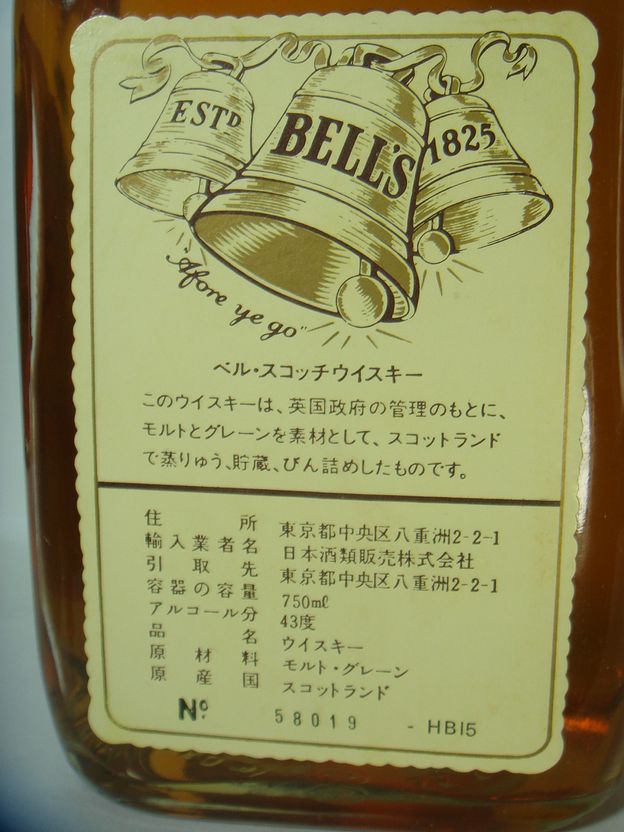 ESTD
BELL'S
1825
"Afore ye go"
ベル・スコッチウイスキー
このウイスキーは、英国政府の管理のもとに、
モルトとグレーンを素材として、スコットランド
で蒸りゅう、貯蔵、びん詰めしたものです。
住所 東京都中央区八重洲2-2-1
輸入業者名 日本酒類販売株式会社
引取先 東京都中央区八重洲2-2-1
容器の容量 750mℓ
アルコール分 43度
品名 ウイスキー
原材料 モルト・グレーン
原産国 スコットランド
No. 58019 - HB15